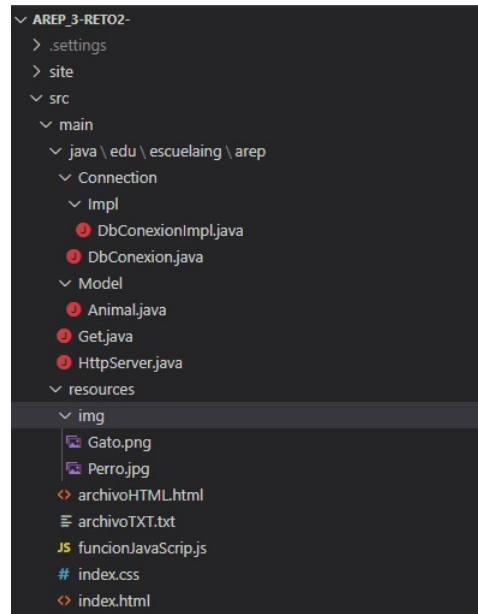 AREP_3-RETO2-
.settings
site
src
main
java\edu\escuelaing\arep
Connection
Impl
DbConexionImpl.java
DbConexion.java
Model
Animal.java
Get.java
HttpServer.java
resources
img
Gato.png
Perro.jpg
archivoHTML.html
archivoTXT.txt
JS funcionJavaScrip.js
# index.css
index.html